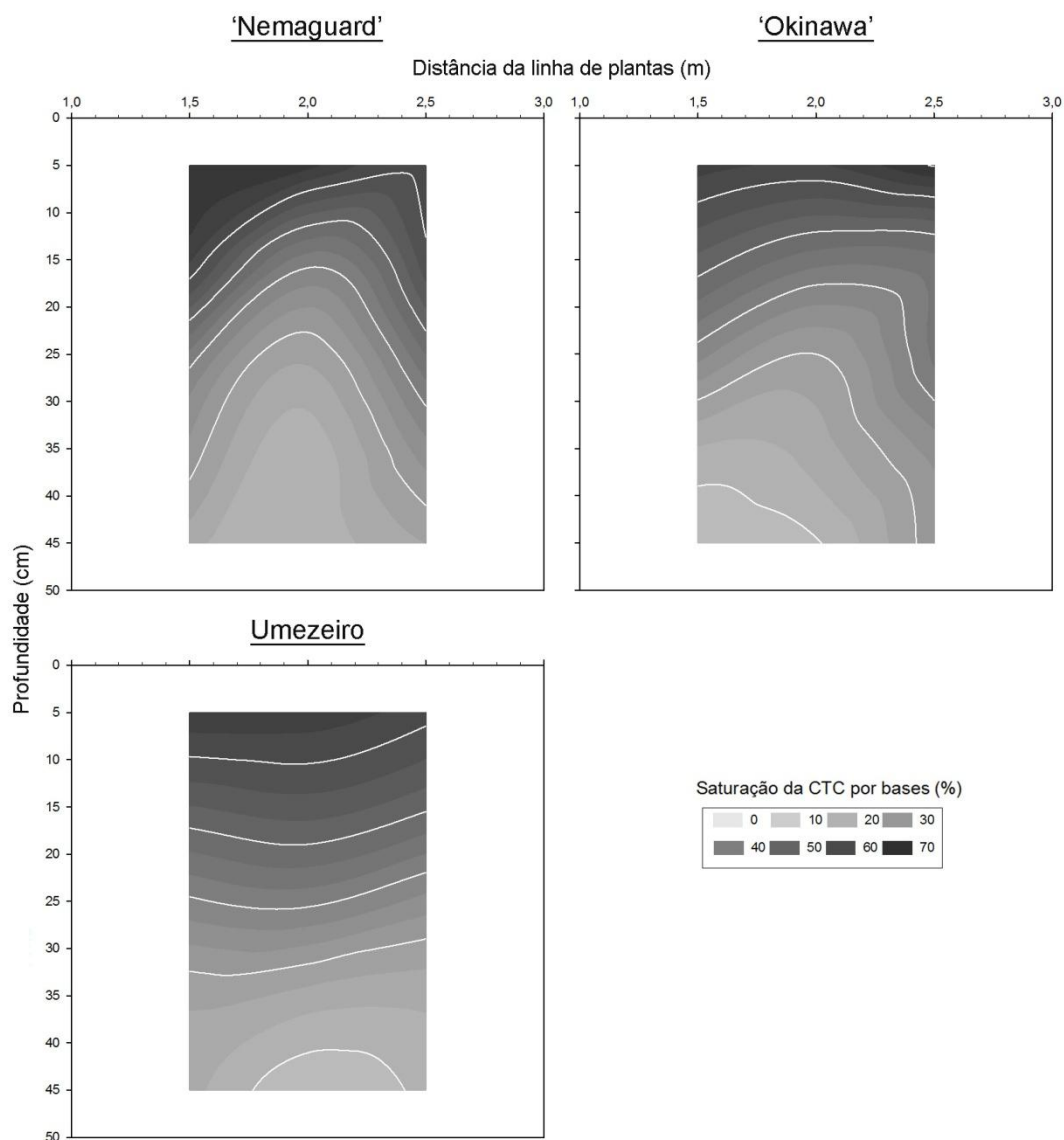 ‘Nemaguard’ ‘Okinawa’
Distância da linha de plantas (m)
1,0 1,5 2,0 2,5 3,0 1,0 1,5 2,0 2,5 3,0
0
5
10
15
20
25
30
35
40
45
50
Profundidade (cm)
Umezeiro
0
5
10
15
20
25
30
35
40
45
50
Saturação da CTC por bases (%)
0 10 20 30
40 50 60 70